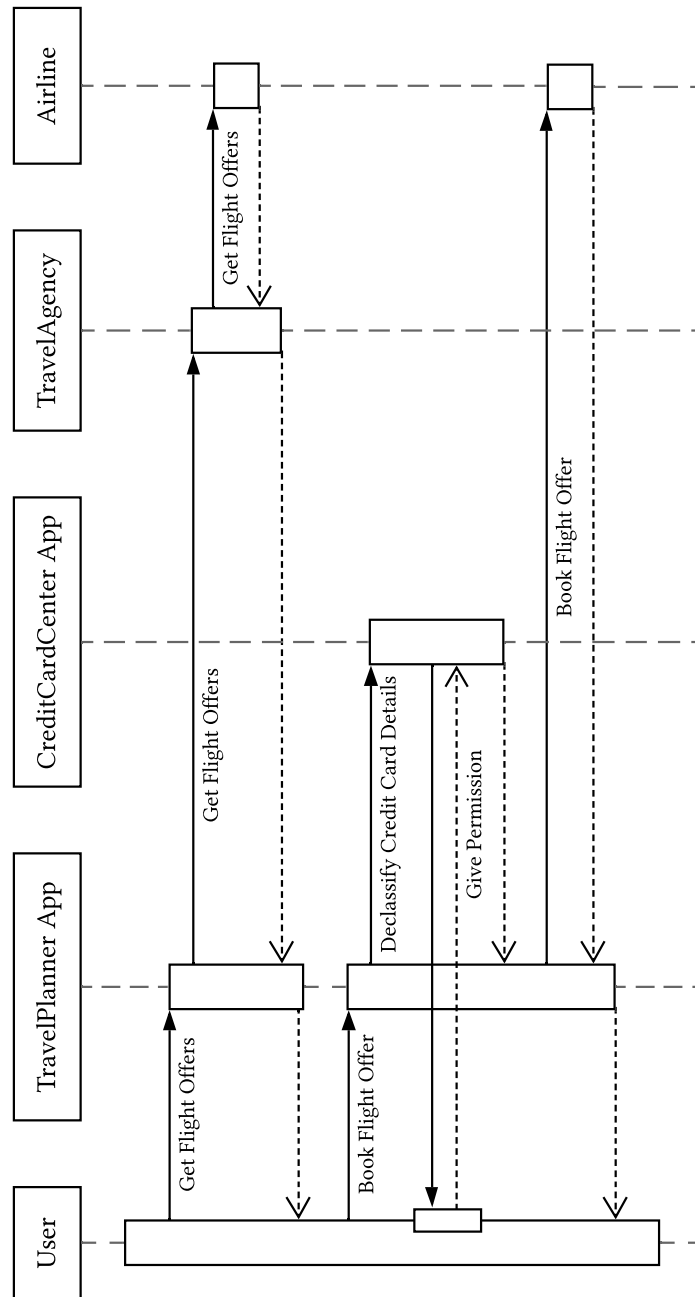 User
TravelPlanner App
CreditCardCenter App
TravelAgency
Airline
Get Flight Offers
Get Flight Offers
Get Flight Offers
Book Flight Offer
Declassify Credit Card Details
Give Permission
Book Flight Offer